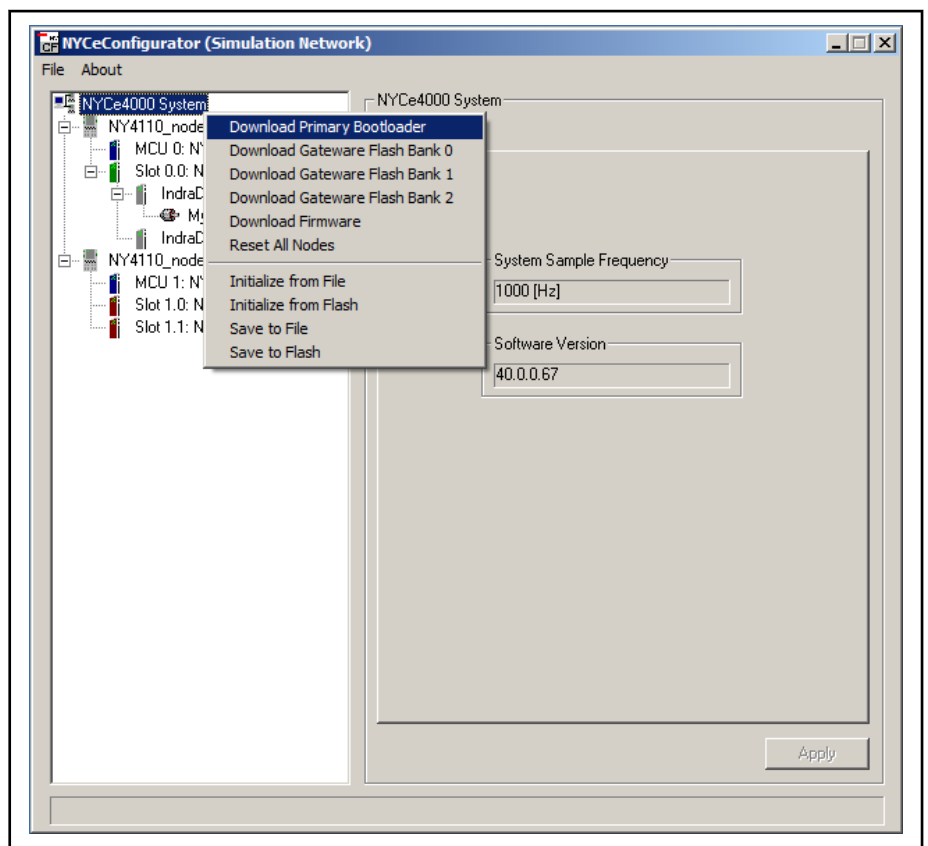 NYCeConfigurator (Simulation Network)
File About
NYCe4000 System
NY4110_node
MCU 0: N
Slot 0.0: N
IndraD
My
IndraD
NY4110_node
MCU 1: N
Slot 1.0: N
Slot 1.1: N
Download Primary Bootloader
Download Gateware Flash Bank 0
Download Gateware Flash Bank 1
Download Gateware Flash Bank 2
Download Firmware
Reset All Nodes
Initialize from File
Initialize from Flash
Save to File
Save to Flash
NYCe4000 System
System Sample Frequency
1000 [Hz]
Software Version
40.0.0.67
Apply